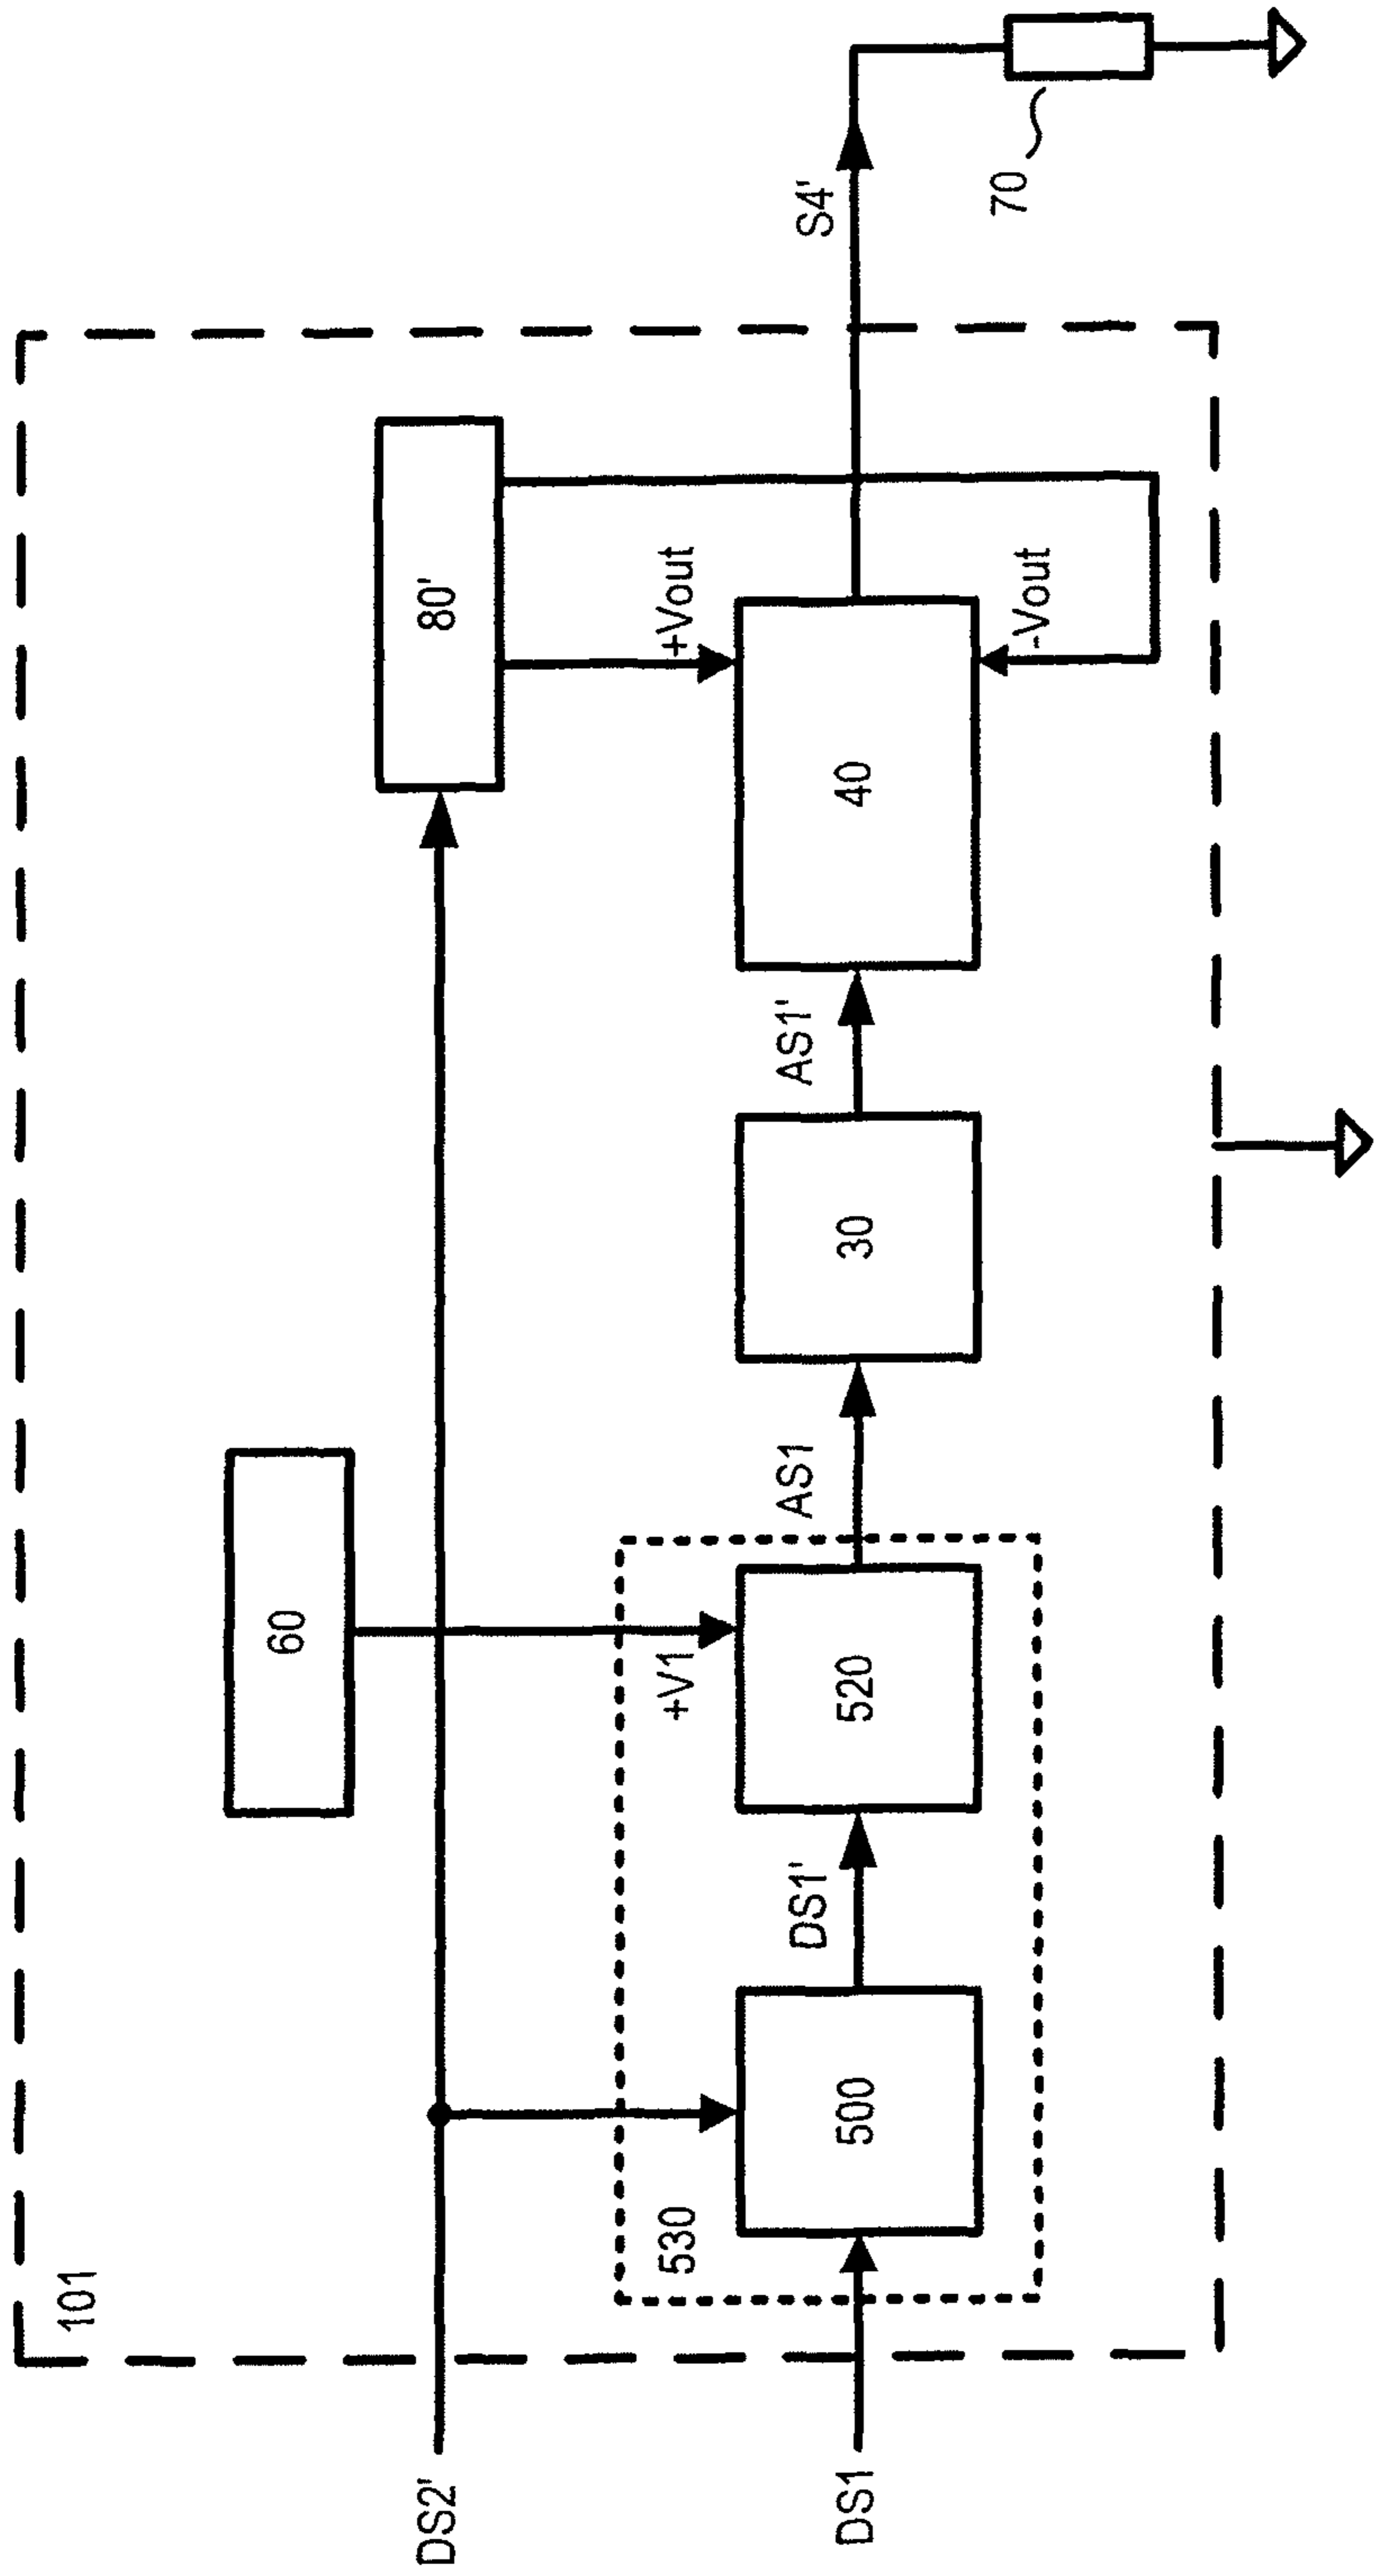 101
DS2'
60
80'
530
+V1
+Vout
DS1
500
DS1'
520
AS1
30
AS1'
40
-Vout
S4'
70